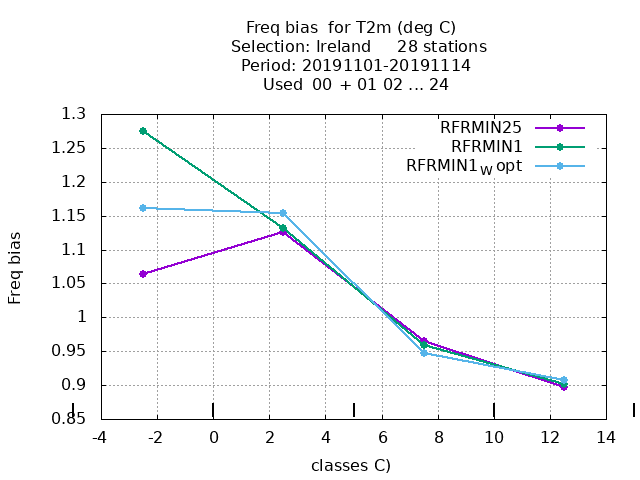 Freq bias  for T2m (deg C)
Selection: Ireland     28 stations
Period: 20191101-20191114
Used  00 + 01 02 ... 24
RFRMIN25
RFRMIN1
RFRMIN1W opt
Freq bias
1.3
1.25
1.2
1.15
1.1
1.05
1
0.95
0.9
0.85
-4 -2 0 2 4 6 8 10 12 14
classes C)